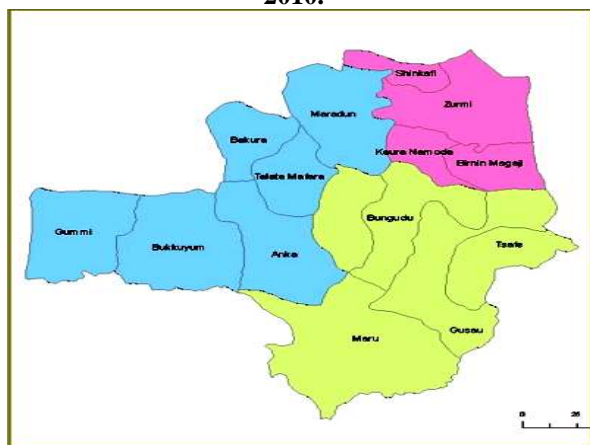 2010.
Shinkafi
Zurmi
Maradun
Kaura Namoda
Birnin Magaji
Bakura
Talata Mafara
Bungudu
Gummi
Bukkuyum
Anka
Tsafe
Maru
Gusau
0 25